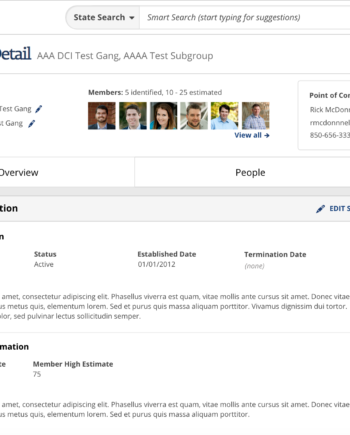 State Search Smart Search (start typing for suggestions)
Detail AAA DCI Test Gang, AAAA Test Subgroup
Members: 5 identified, 10 - 25 estimated
Point of Con
Test Gang
Rick McDonn
st Gang
rmcdonnnel
View all → 850-656-333
Overview People
tion EDIT S
n
Status Established Date Termination Date
Active 01/01/2012 (none)
amet, consectetur adipiscing elit. Phasellus viverra est quam, vitae mollis ante cursus sit amet. Donec vitae
us metus quis, elementum lorem. Sed et purus quis massa aliquam porttitor. Vivamus dignissim dui tortor.
olor, sed pulvinar lectus sollicitudin semper.
mation
te Member High Estimate
75
amet, consectetur adipiscing elit. Phasellus viverra est quam, vitae mollis ante cursus sit amet. Donec vitae
us metus quis, elementum lorem. Sed et purus quis massa aliquam porttitor.